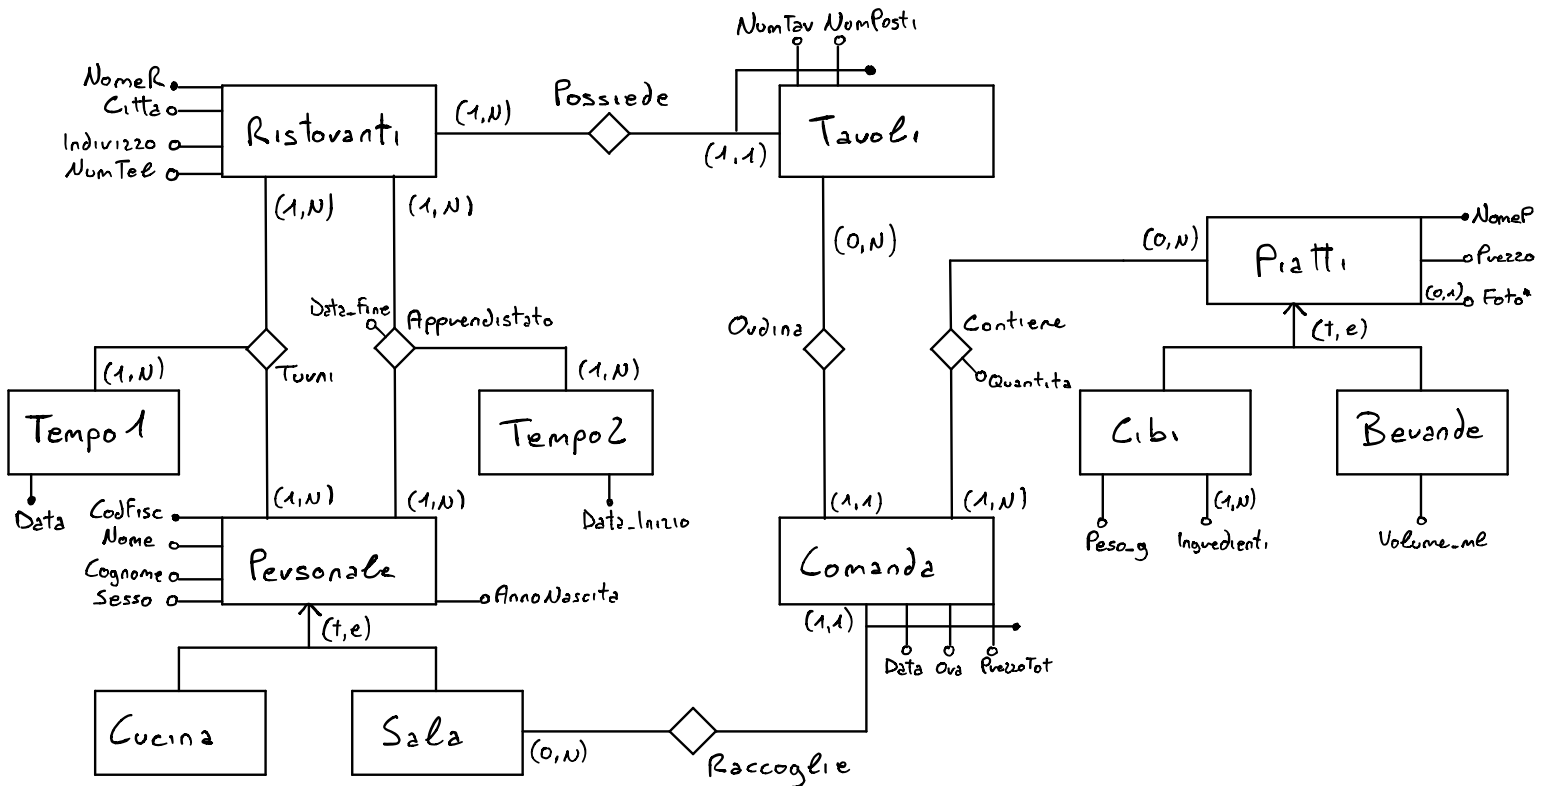 NumTav NumPosti
NomeR
Citta
Indirizzo
NumTel
Ristoranti
(1,N)
Possiede
(1,1)
Tavoli
(1,N)
(1,N)
(0,N)
(0,N)
Piatti
NomeP
Prezzo
(0,1) Foto*
Data_Fine
Apprendistato
Turni
Ordina
Contiene
Quantita
(t,e)
(1,N)
(1,N)
Tempo1
Tempo2
Cibi
Bevande
Data
Data_Inizio
Peso_g
(1,N)
Ingredienti
Volume_ml
(1,N)
(1,N)
(1,1)
(1,N)
CodFisc
Nome
Cognome
Sesso
Personale
AnnoNascita
(t,e)
Comanda
(1,1)
Data Ora PrezzoTot
Cucina
Sala
(0,N)
Raccoglie